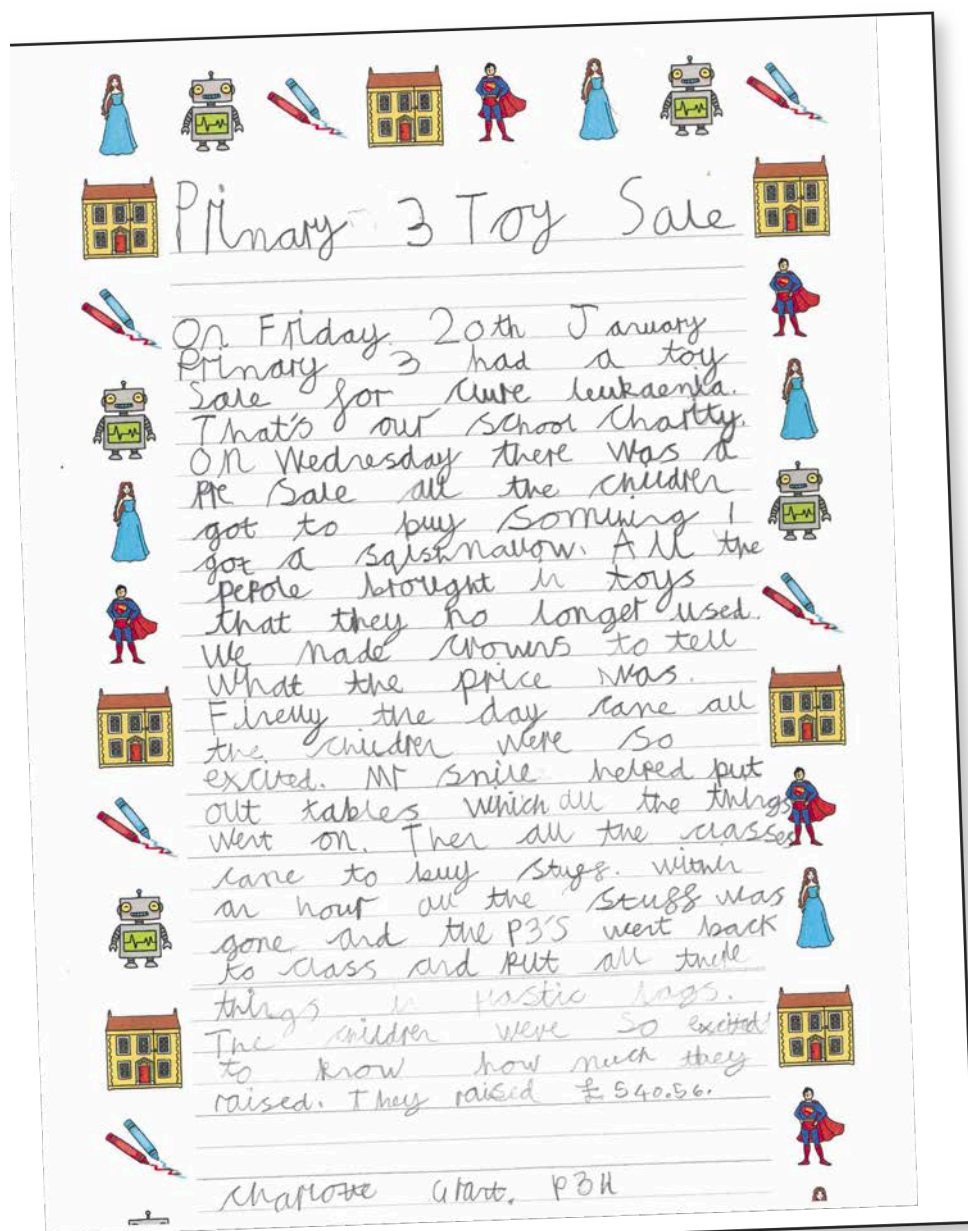 Primary 3 Toy Sale
On Friday 20th January
Primary 3 had a toy
Sale for Cure leukaemia.
That's our school Charity.
On Wednesday there was a
pre Sale all the children
got to buy Somthing I
got a sqishmallow. All the
pepole brought in toys
that they no longer used.
We made crowns to tell
What the price was.
Finelly the day came all
the children were so
excited. Mr Smile helped put
out tables which all the things
went on. Then all the classes
came to buy stuff. within
an hour all the stuff was
gone and the P3's went back
to class and put all there
things in plastic bags.
The children were so excited
to know how much they
raised. They raised £540.56.
Charlotte Grant. P3H